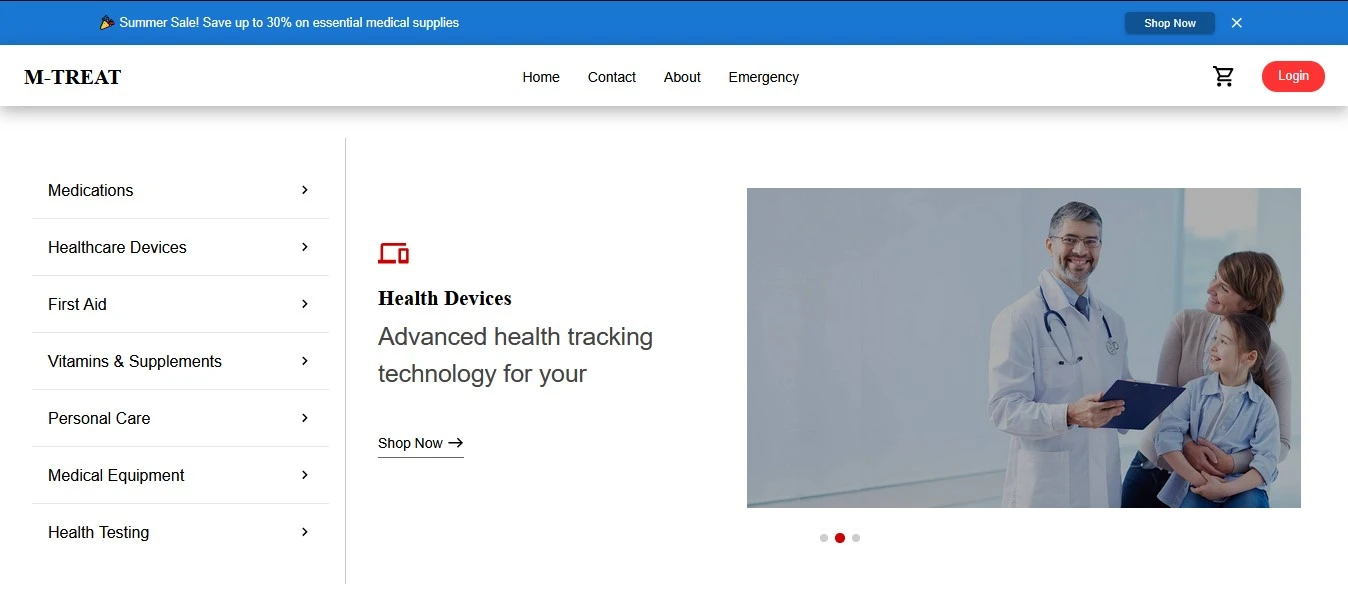 🎉 Summer Sale! Save up to 30% on essential medical supplies
Shop Now
M-TREAT
Home
Contact
About
Emergency
Login
Medications
Healthcare Devices
First Aid
Vitamins & Supplements
Personal Care
Medical Equipment
Health Testing
Health Devices
Advanced health tracking
technology for your
Shop Now →